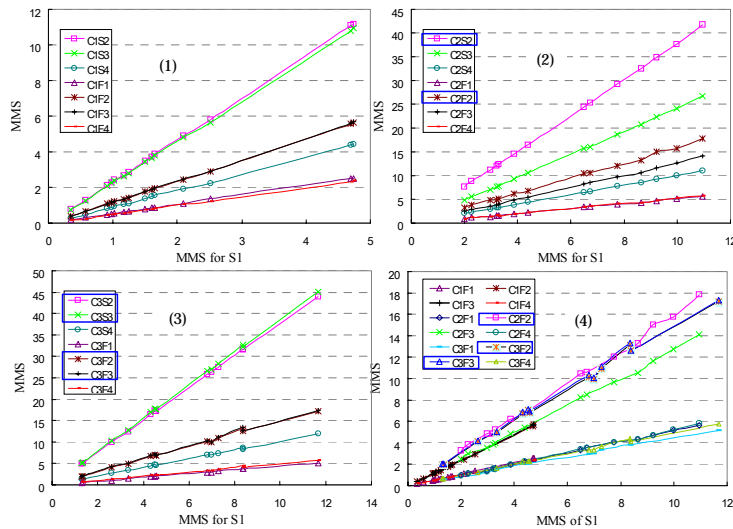 12
10
8
6
4
2
0
0 1 2 3 4 5
MMS
MMS for S1
(1)
C1S2
C1S3
C1S4
C1F1
C1F2
C1F3
C1F4
45
40
35
30
25
20
15
10
5
0
0 2 4 6 8 10 12
MMS
MMS for S1
(2)
C2S2
C2S3
C2S4
C2F1
C2F2
C2F3
C2F4
50
45
40
35
30
25
20
15
10
5
0
0 2 4 6 8 10 12 14
MMS
MMS for S1
(3)
C3S2
C3S3
C3S4
C3F1
C3F2
C3F3
C3F4
20
18
16
14
12
10
8
6
4
2
0
0 2 4 6 8 10 12
MMS
MMS of S1
(4)
C1F1 C1F2
C1F3 C1F4
C2F1 C2F2
C2F3 C2F4
C3F1 C3F2
C3F3 C3F4